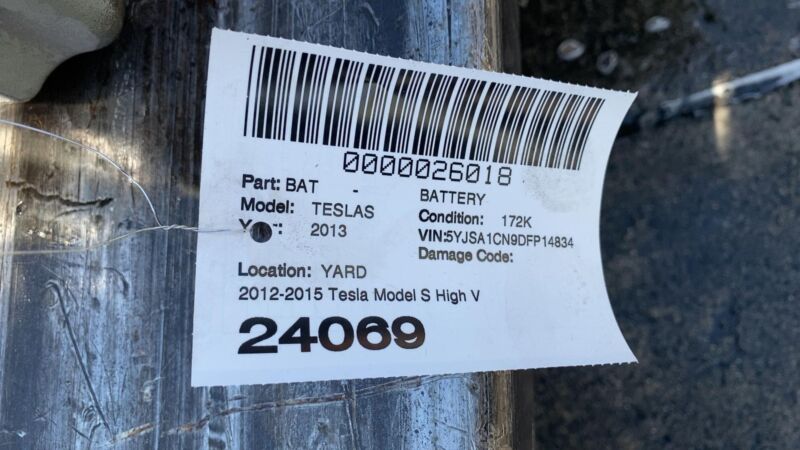 0000026018
Part: BAT - BATTERY
Model: TESLAS Condition: 172K
2013 VIN:5YJSA1CN9DFP14834
Damage Code:
Location: YARD
2012-2015 Tesla Model S High V
24069